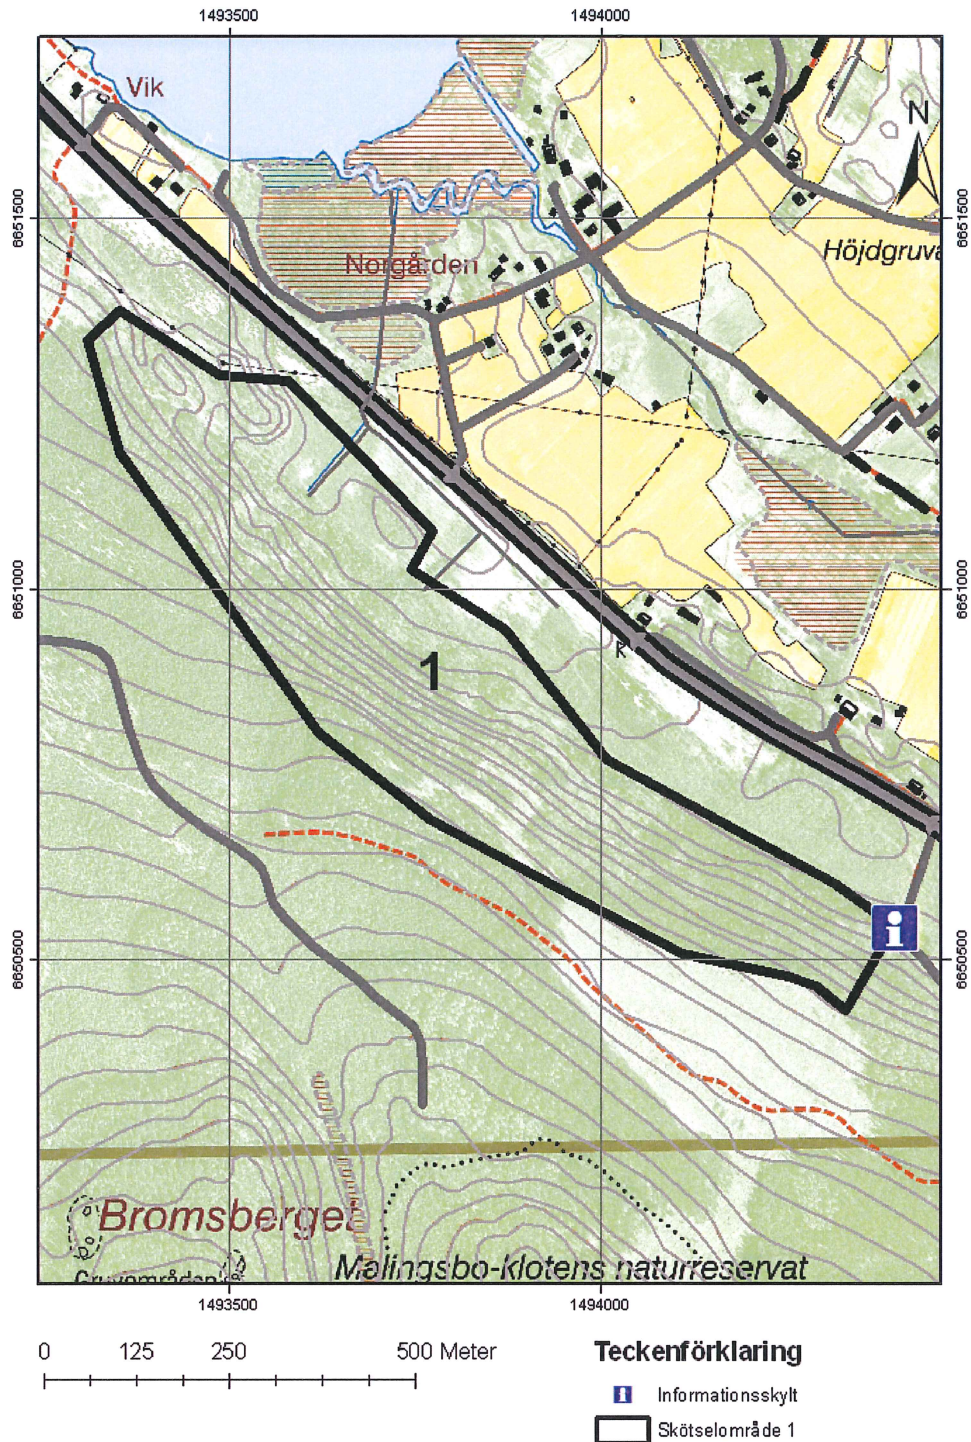 1493500 1494000
Vik
N
6651500 6651500
Höjdgruva
Norgården
6651000 6651000
1
R
i
6650500 6650500
Bromsberget
Gruvområden
Malingsbo-klotens naturreservat
1493500 1494000
0 125 250 500 Meter
Teckenförklaring
i Informationsskylt
Skötselområde 1